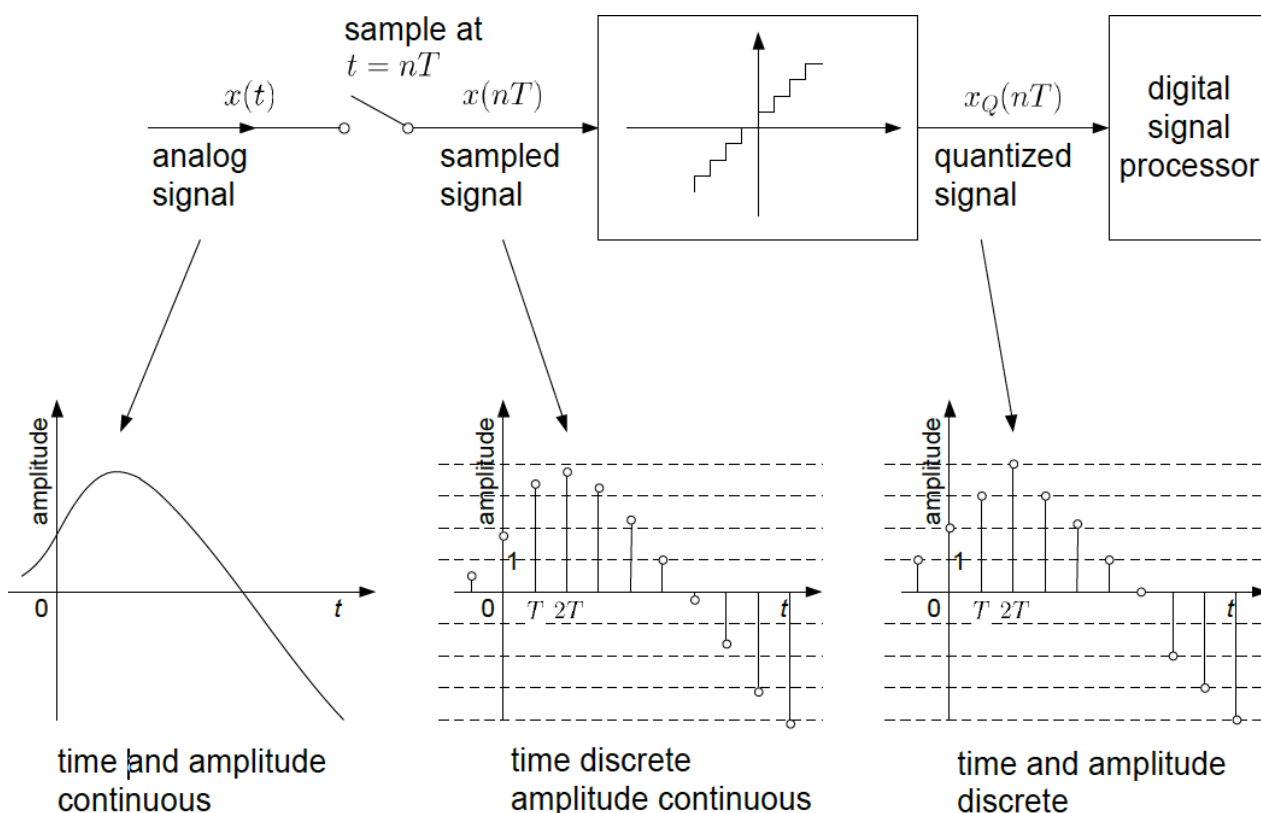 sample at
t = nT
x(t)
x(nT)
x_Q(nT)
analog
signal
sampled
signal
quantized
signal
digital
signal
processor
amplitude
0
t
time and amplitude
continuous
amplitude
1
0
T
2T
t
time discrete
amplitude continuous
amplitude
1
0
T
2T
t
time and amplitude
discrete